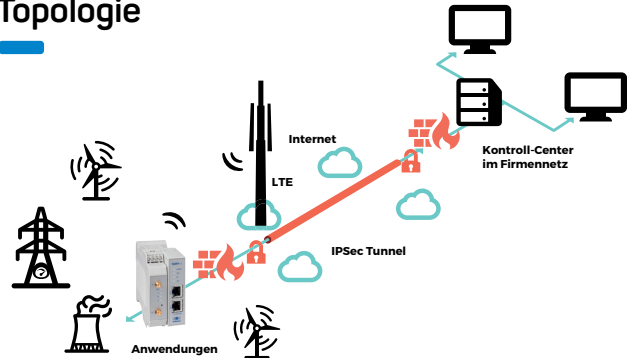 Topologie
Internet
LTE
Kontroll-Center
im Firmennetz
IPSec Tunnel
Anwendungen